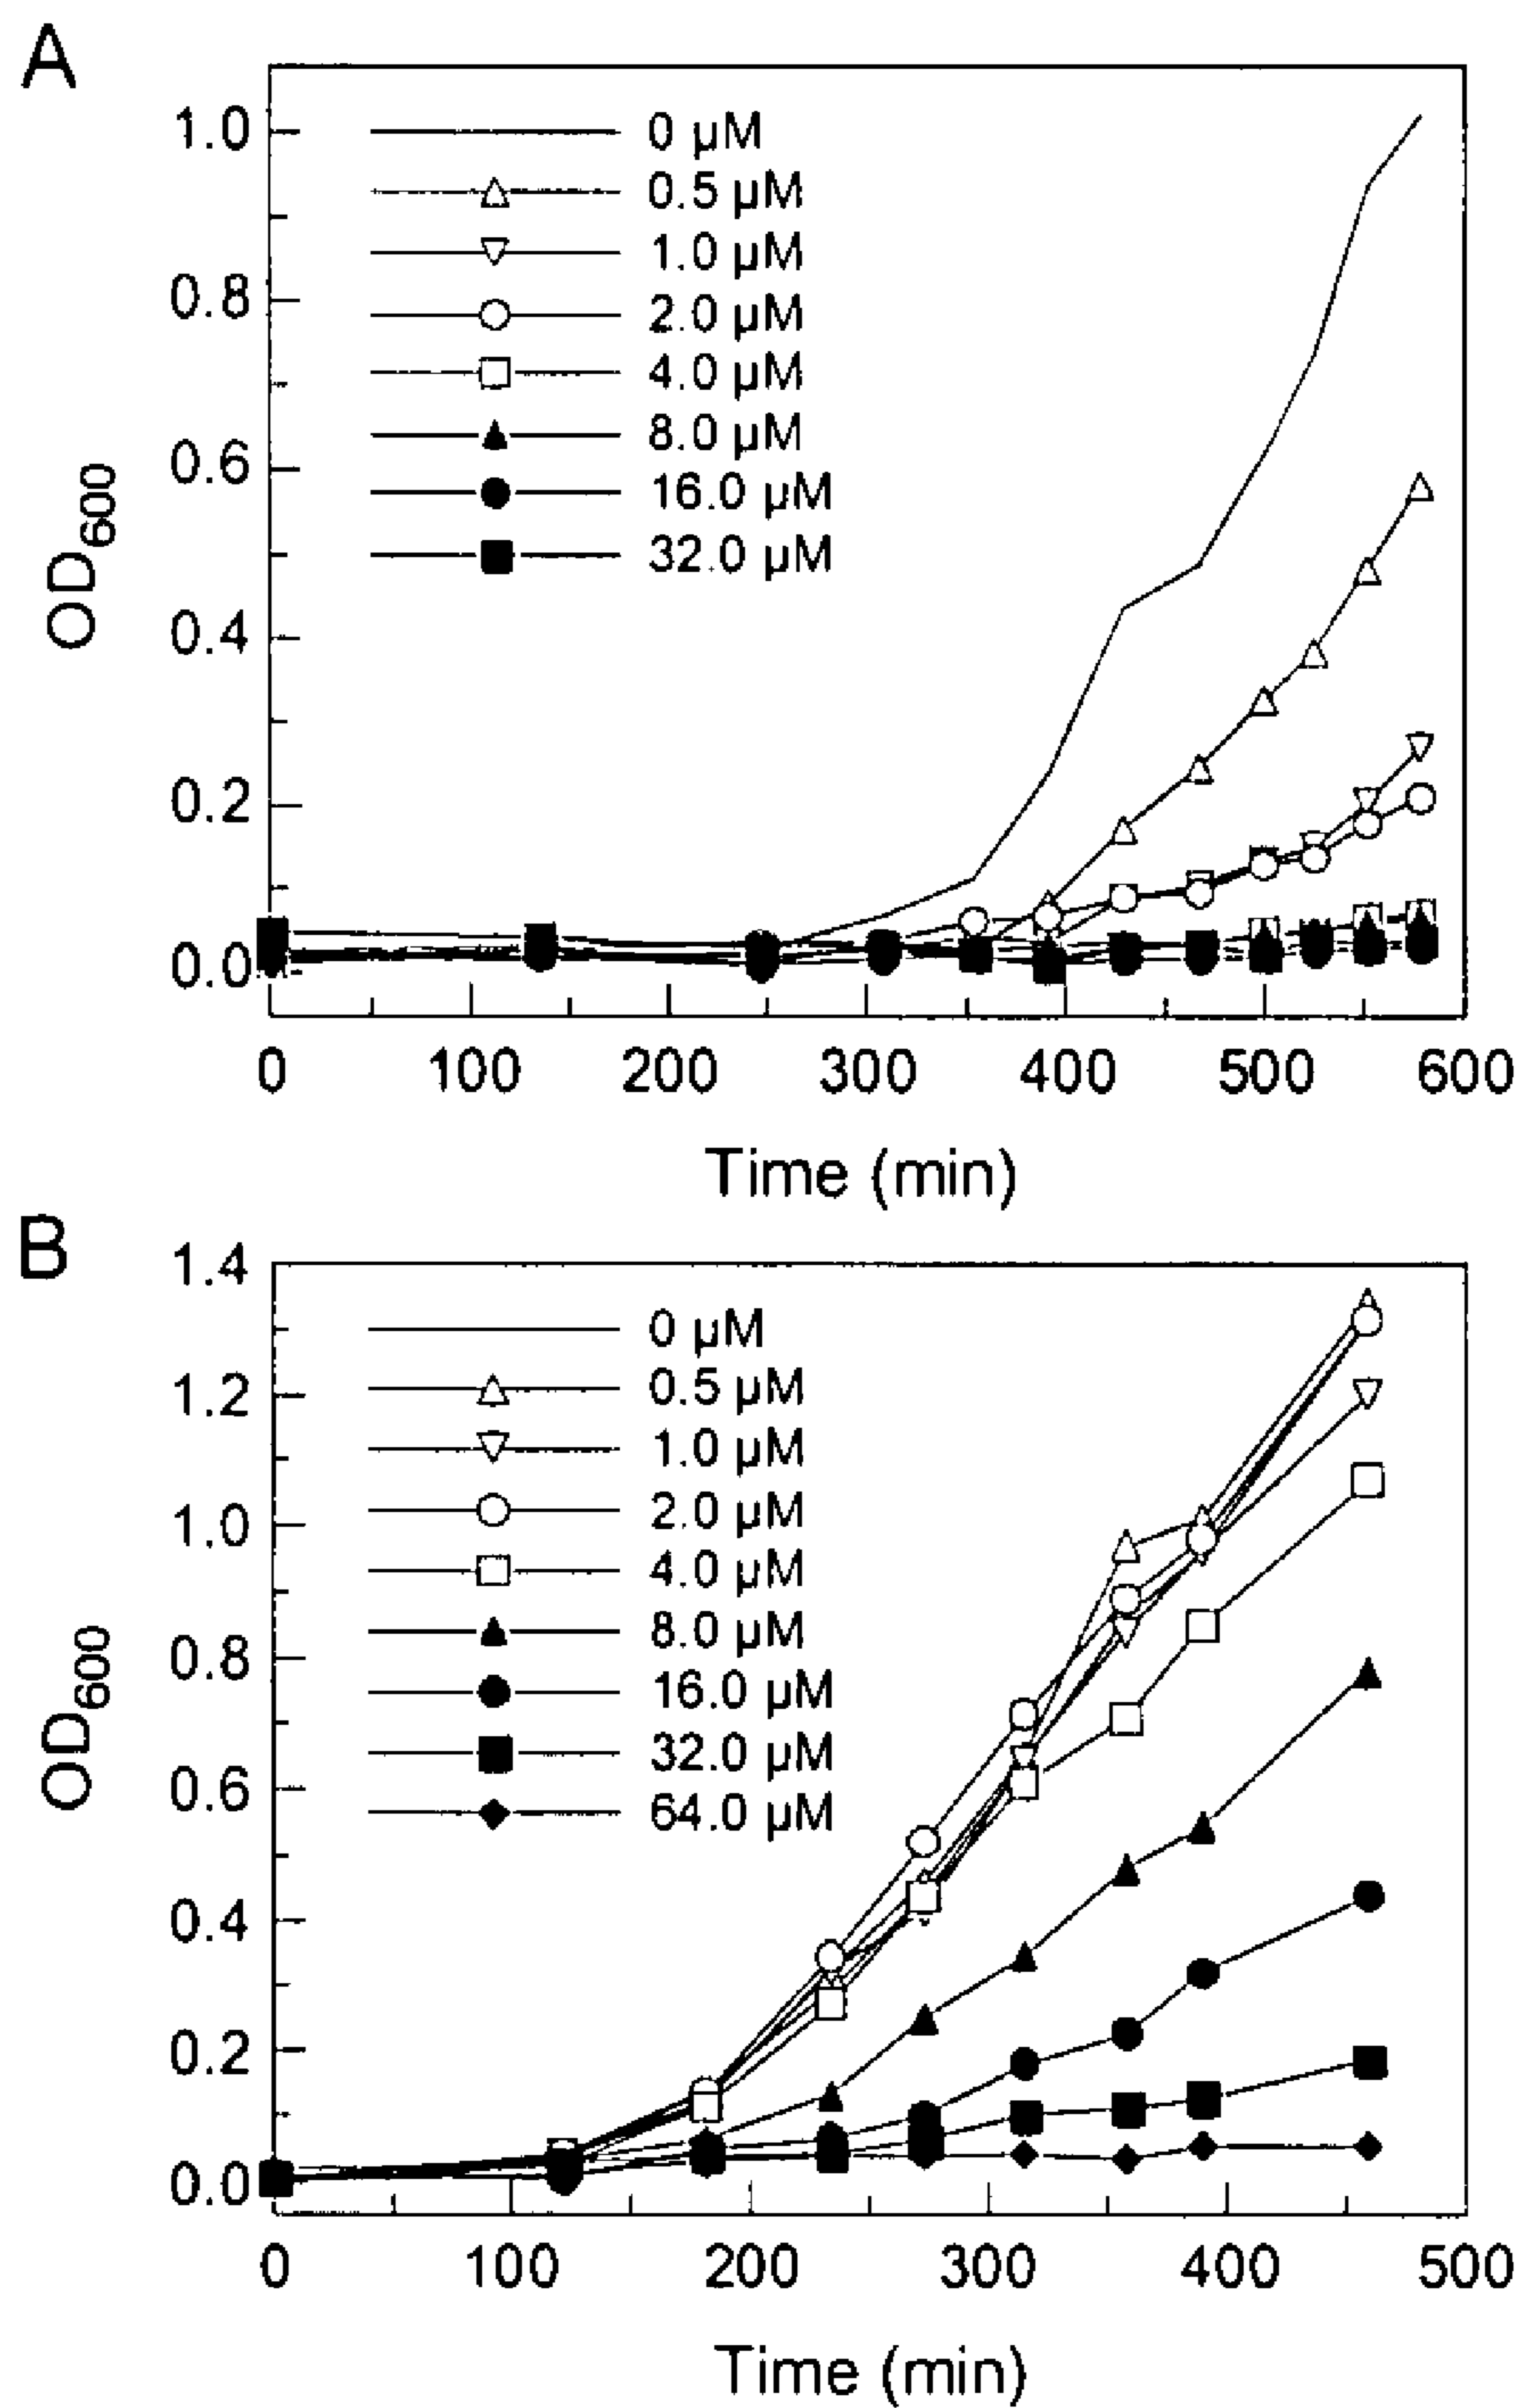 A
1.0
0.8
0.6
0.4
0.2
0.0
OD600
0 µM
0.5 µM
1.0 µM
2.0 µM
4.0 µM
8.0 µM
16.0 µM
32.0 µM
0 100 200 300 400 500 600
Time (min)
B
1.4
1.2
1.0
0.8
0.6
0.4
0.2
0.0
OD600
0 µM
0.5 µM
1.0 µM
2.0 µM
4.0 µM
8.0 µM
16.0 µM
32.0 µM
64.0 µM
0 100 200 300 400 500
Time (min)